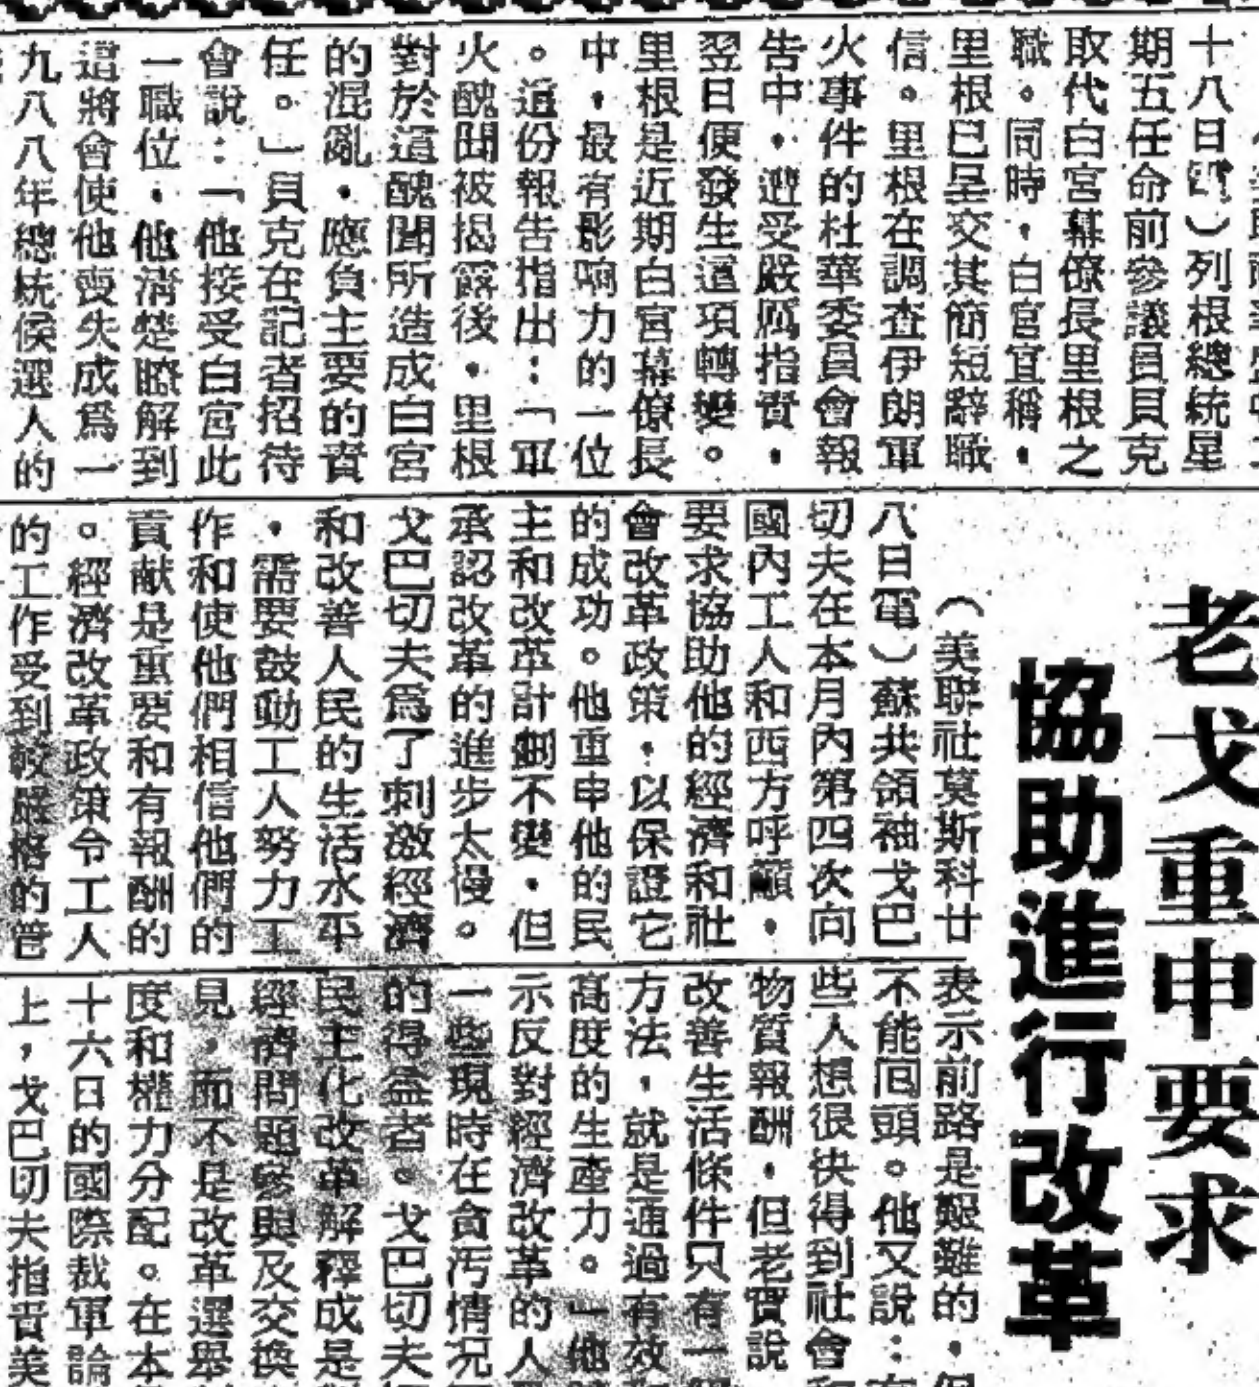 十八日電）列根總統星
期五任命前參議員貝克
取代白宮幕僚長里根之
職。同時，白宮宣稱，
里根已呈交其簡短辭職
信。里根在調查伊朗軍
火事件的杜華委員會報
告中，遭受嚴厲指責，
翌日便發生這項轉變。
里根是近期白宮幕僚長
中，最有影响力的一位
。這份報告指出：「軍
火醜聞被揭露後，里根
對於這醜聞所造成白宮
的混亂，應負主要的責
任。」貝克在記者招待
會說：「他接受白宮此
一職位，他清楚瞭解到
這將會使他喪失成爲一
九八八年總統候選人的
老戈重申要求
協助進行改革
（美聯社莫斯科廿
八日電）蘇共領袖戈巴
切夫在本月內第四次向
國內工人和西方呼籲，
要求協助他的經濟和社
會改革政策，以保證它
的成功。他重申他的民
主和改革計劃不變，但
承認改革的進步太慢。
戈巴切夫爲了刺激經濟
和改善人民的生活水平
，需要鼓動工人努力工
作和使他們相信他們的
貢献是重要和有報酬的
。經濟改革政策令工人
的工作受到較嚴格的管
表示前路是艱難的，
不能回頭。他又說：
些人想很快得到社會
物質報酬，但老實說
改善生活條件只有一
方法，就是通過有效
高度的生產力。」他
示反對經濟改革的人
一些現時在貪污情況
的得益者。戈巴切夫
民主化改革解釋成是
經濟問題參與及交換
見，而不是改革選舉
度和權力分配。在本
十六日的國際裁軍論
上，戈巴切夫指責美